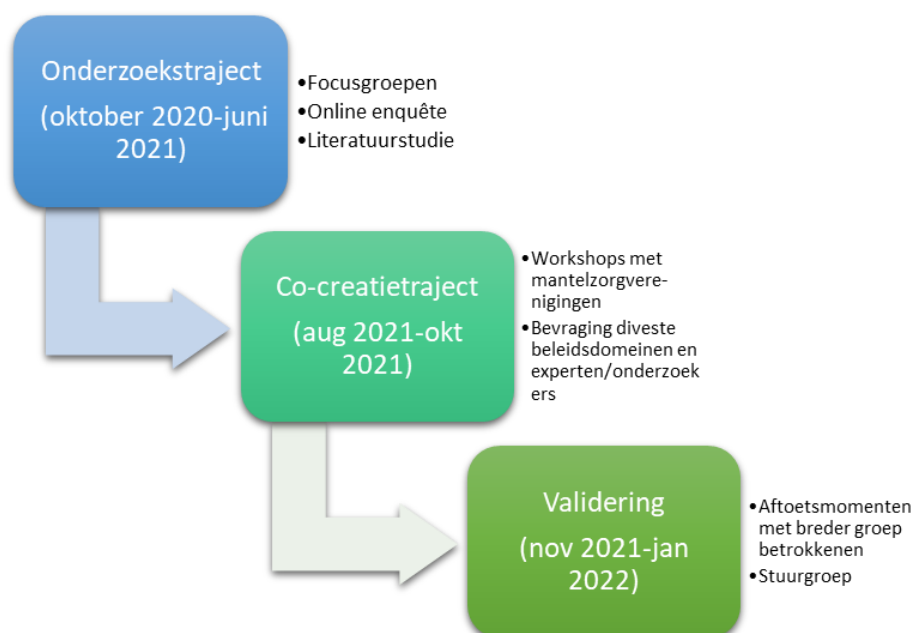 Onderzoekstraject
(oktober 2020-juni
2021)
•Focusgroepen
•Online enquête
•Literatuurstudie
Co-creatietraject
(aug 2021-okt
2021)
•Workshops met
mantelzorgvere-
nigingen
•Bevraging diveste
beleidsdomeinen en
experten/onderzoek
ers
Validering
(nov 2021-jan
2022)
•Aftoetsmomenten
met breder groep
betrokkenen
•Stuurgroep